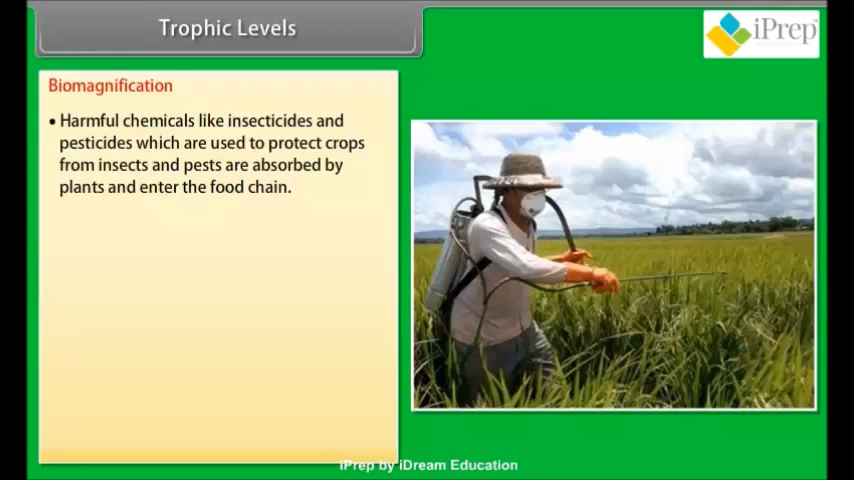 Trophic Levels
iPrep
Biomagnification
• Harmful chemicals like insecticides and
pesticides which are used to protect crops
from insects and pests are absorbed by
plants and enter the food chain.
iPrep by iDream Education